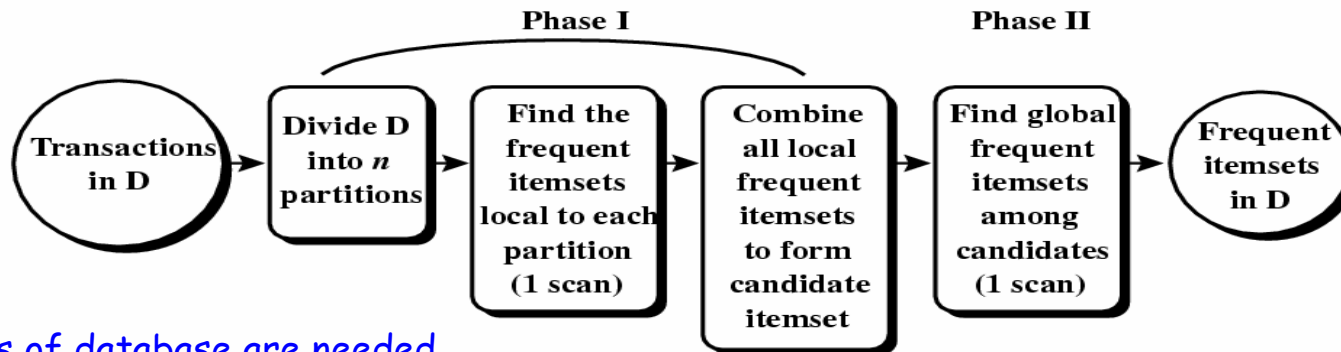 Phase I
Phase II
Transactions
in D
Divide D
into n
partitions
Find the
frequent
itemsets
local to each
partition
(1 scan)
Combine
all local
frequent
itemsets
to form
candidate
itemset
Find global
frequent
itemsets
among
candidates
(1 scan)
Frequent
itemsets
in D
of database are needed